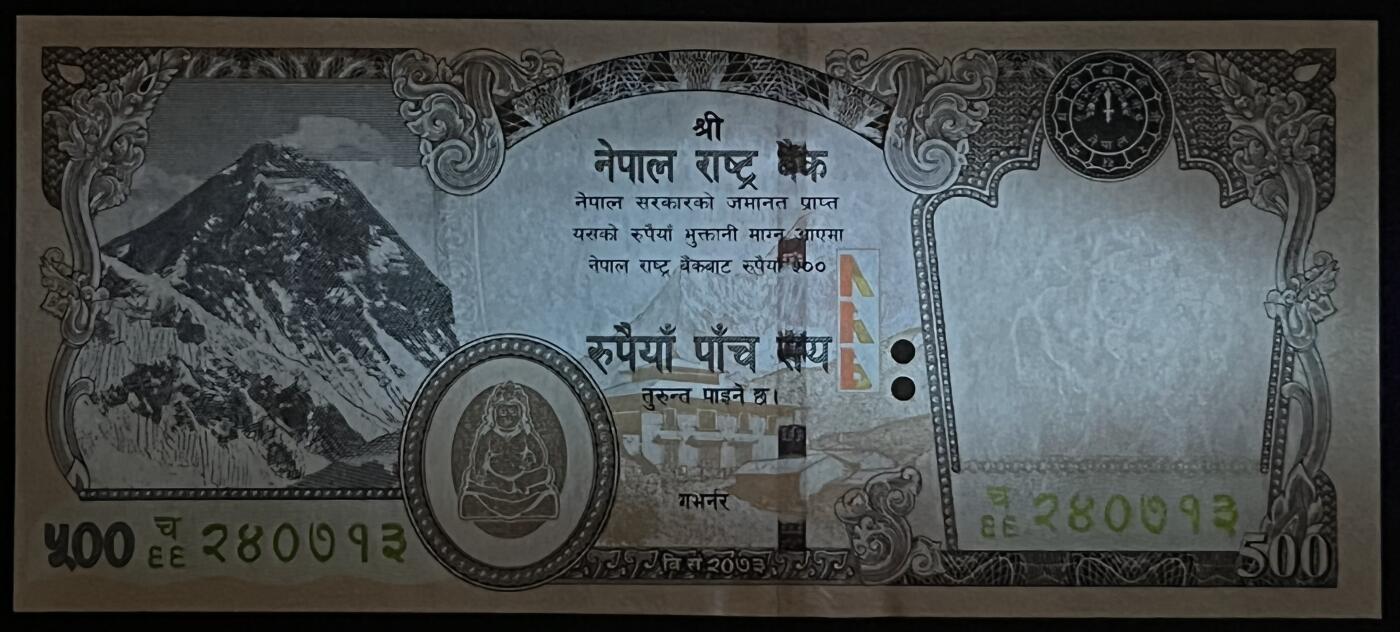 श्री
नेपाल राष्ट्र बैंक
नेपाल सरकारको जमानत प्राप्त
यसको रुपैयाँ भुक्तानी माग्न आएमा
नेपाल राष्ट्र बैंकबाट रुपैयाँ ५००
रुपैयाँ पाँच सय
तुरुन्त पाइने छ।
गभर्नर
वि सं २०७३
५००
च
६६ २४०७१३
च
६६ २४०७१३
500